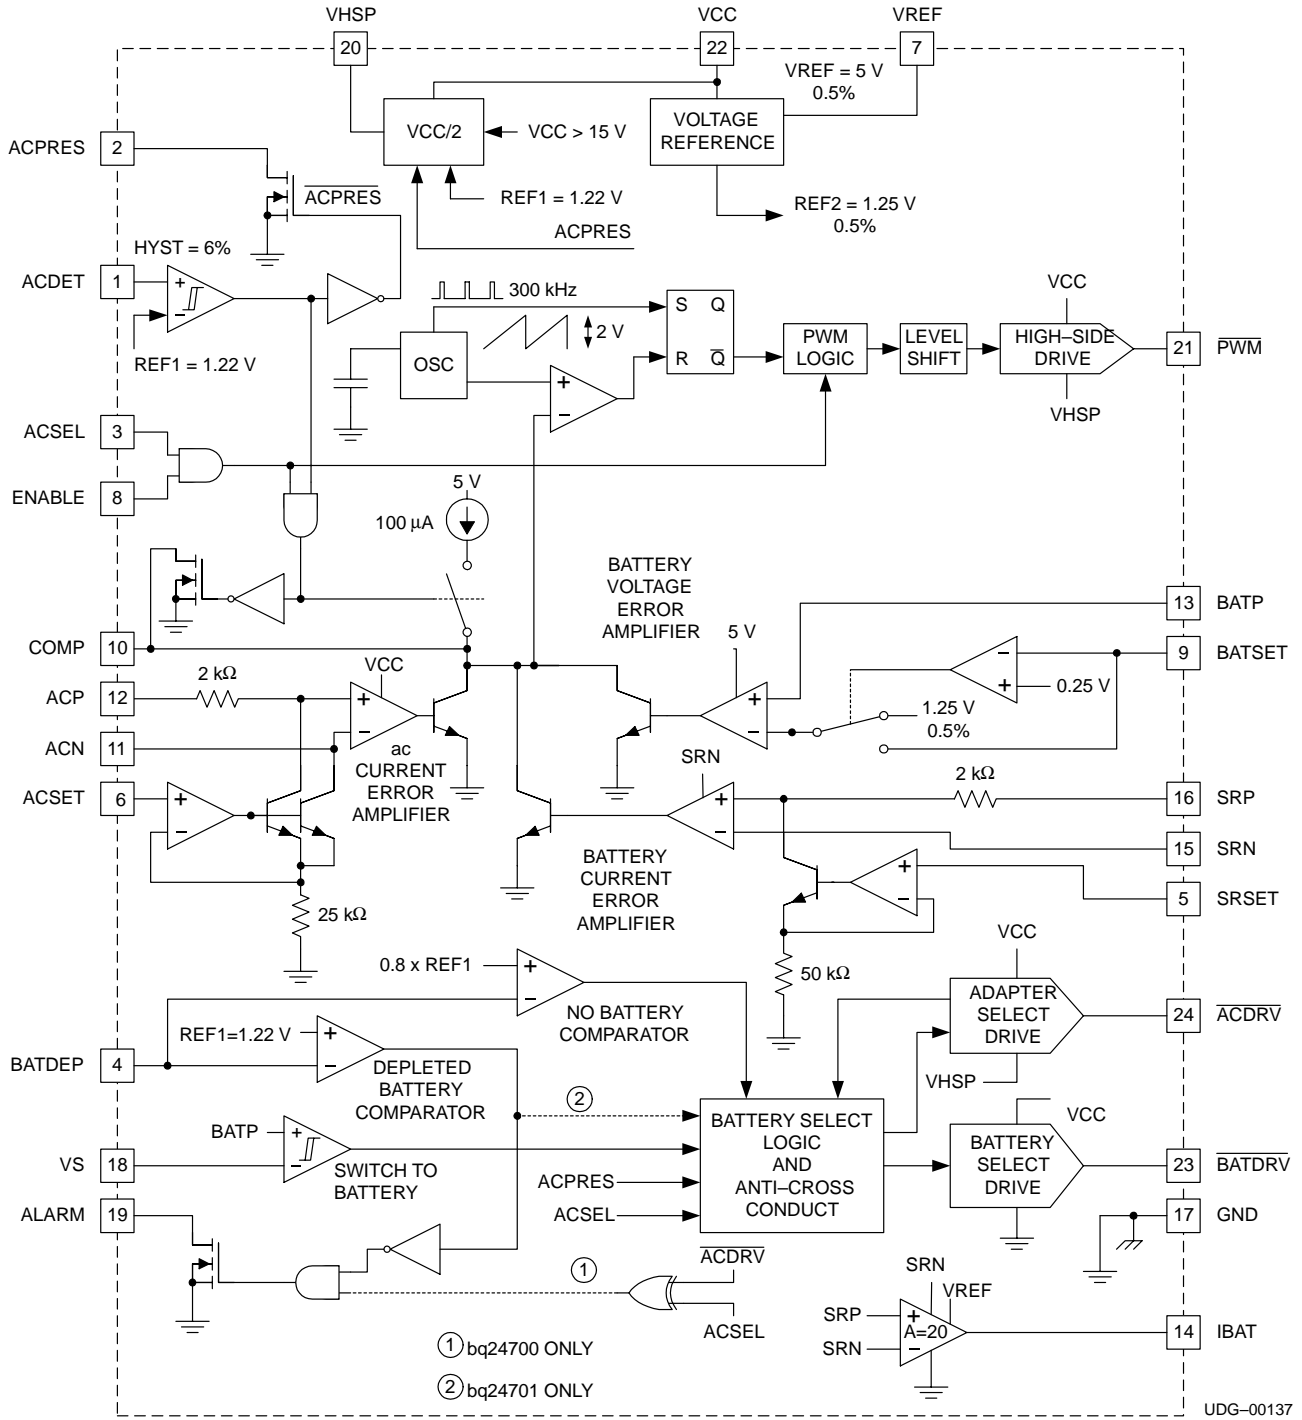 VHSP
VCC
VREF
20
22
7
VREF = 5 V
0.5%
VCC/2
VCC > 15 V
VOLTAGE
REFERENCE
ACPRES
2
ACPRES
REF1 = 1.22 V
REF2 = 1.25 V
0.5%
ACPRES
HYST = 6%
ACDET
1
+
–
REF1 = 1.22 V
300 kHz
2 V
OSC
S Q
R Q
+
–
PWM
LOGIC
LEVEL
SHIFT
VCC
HIGH–SIDE
DRIVE
VHSP
21
PWM
ACSEL
3
ENABLE
8
5 V
100 μA
BATTERY
VOLTAGE
ERROR
AMPLIFIER
13
BATP
COMP
10
5 V
9
BATSET
–
+
0.25 V
ACP
12
2 kΩ
VCC
+
–
+
–
1.25 V
0.5%
ACN
11
ac
CURRENT
ERROR
AMPLIFIER
SRN
2 kΩ
ACSET
6
+
–
+
–
16
SRP
15
SRN
BATTERY
CURRENT
ERROR
AMPLIFIER
+
–
5
SRSET
25 kΩ
50 kΩ
VCC
0.8 x REF1
+
–
NO BATTERY
COMPARATOR
ADAPTER
SELECT
DRIVE
24
ACDRV
VHSP
REF1=1.22 V
+
–
BATDEP
4
DEPLETED
BATTERY
COMPARATOR
2
BATTERY SELECT
LOGIC
AND
ANTI–CROSS
CONDUCT
VCC
BATTERY
SELECT
DRIVE
23
BATDRV
BATP
+
–
VS
18
SWITCH TO
BATTERY
ACPRES
ACSEL
ALARM
19
17
GND
ACDRV
1
ACSEL
SRN
VREF
SRP
SRN
+
A=20
–
14
IBAT
1 bq24700 ONLY
2 bq24701 ONLY
UDG–00137